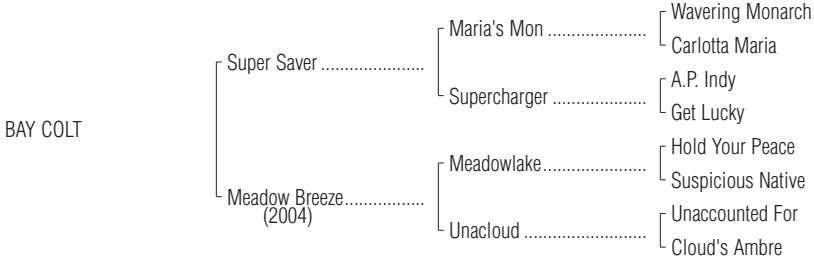 Wavering Monarch
Maria's Mon .....................
Carlotta Maria
Super Saver ......................
A.P. Indy
Supercharger ....................
Get Lucky
BAY COLT
Hold Your Peace
Meadowlake......................
Suspicious Native
Meadow Breeze.................
(2004)
Unaccounted For
Unacloud ..........................
Cloud's Ambre